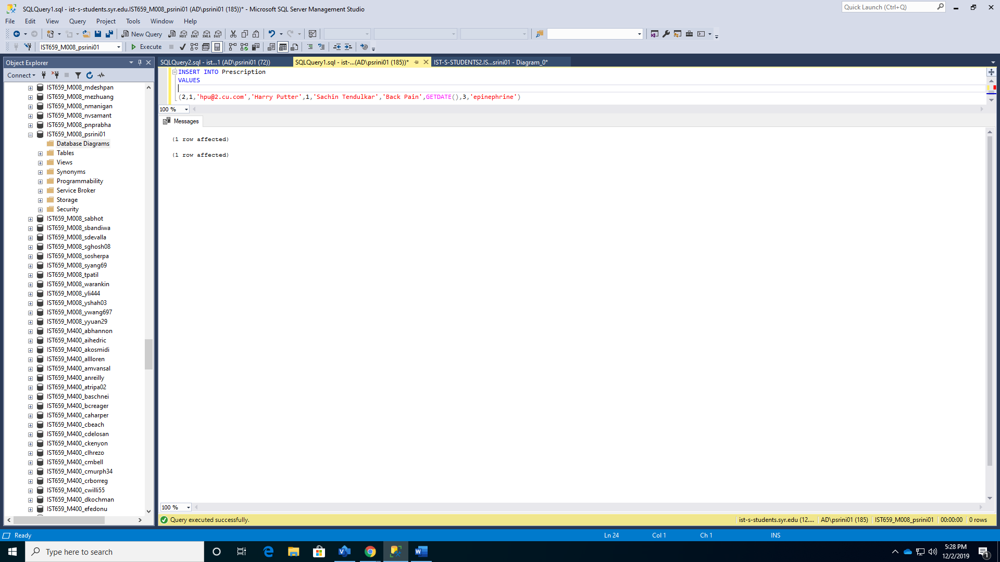 SQLQuery1.sql - ist-s-students.syr.edu.IST659_M008_psrini01 (AD\psrini01 (185))* - Microsoft SQL Server Management Studio
Quick Launch (Ctrl+Q)
File Edit View Query Project Tools Window Help
New Query
MDX DMX XMLA DAX
IST659_M008_psrini01
Execute
Object Explorer
SQLQuery2.sql - ist...1 (AD\psrini01 (72))
SQLQuery1.sql - ist-...(AD\psrini01 (185))*
IST-S-STUDENTS2.IS...srini01 - Diagram_0*
Connect
IST659_M008_mdeshpan
IST659_M008_mezhuang
IST659_M008_nmanigan
IST659_M008_nvsamant
IST659_M008_pnprabha
IST659_M008_psrini01
Database Diagrams
Tables
Views
Synonyms
Programmability
Service Broker
Storage
Security
IST659_M008_sabhot
IST659_M008_sbandiwa
IST659_M008_sdevalla
IST659_M008_sghosh08
IST659_M008_sosherpa
IST659_M008_syang69
IST659_M008_tpatil
IST659_M008_warankin
IST659_M008_yli444
IST659_M008_yshah03
IST659_M008_ywang697
IST659_M008_yyuan29
IST659_M400_abhannon
IST659_M400_aihedric
IST659_M400_akosmidi
IST659_M400_allloren
IST659_M400_amvansal
IST659_M400_anreilly
IST659_M400_atripa02
IST659_M400_baschnei
IST659_M400_bcreager
IST659_M400_caharper
IST659_M400_cbeach
IST659_M400_cdelosan
IST659_M400_ckenyon
IST659_M400_clhrezo
IST659_M400_cmbell
IST659_M400_cmurph34
IST659_M400_crborreg
IST659_M400_cwilli55
IST659_M400_dkochman
IST659_M400_efedonu
INSERT INTO Prescription
VALUES
(2,1,'hpu@2.cu.com','Harry Putter',1,'Sachin Tendulkar','Back Pain',GETDATE(),3,'epinephrine')
100 %
Messages
(1 row affected)
(1 row affected)
100 %
Query executed successfully.
ist-s-students.syr.edu (12.... AD\psrini01 (185) IST659_M008_psrini01 00:00:00 0 rows
Ready
Ln 24
Col 1
Ch 1
INS
Type here to search
5:28 PM
12/2/2019
1